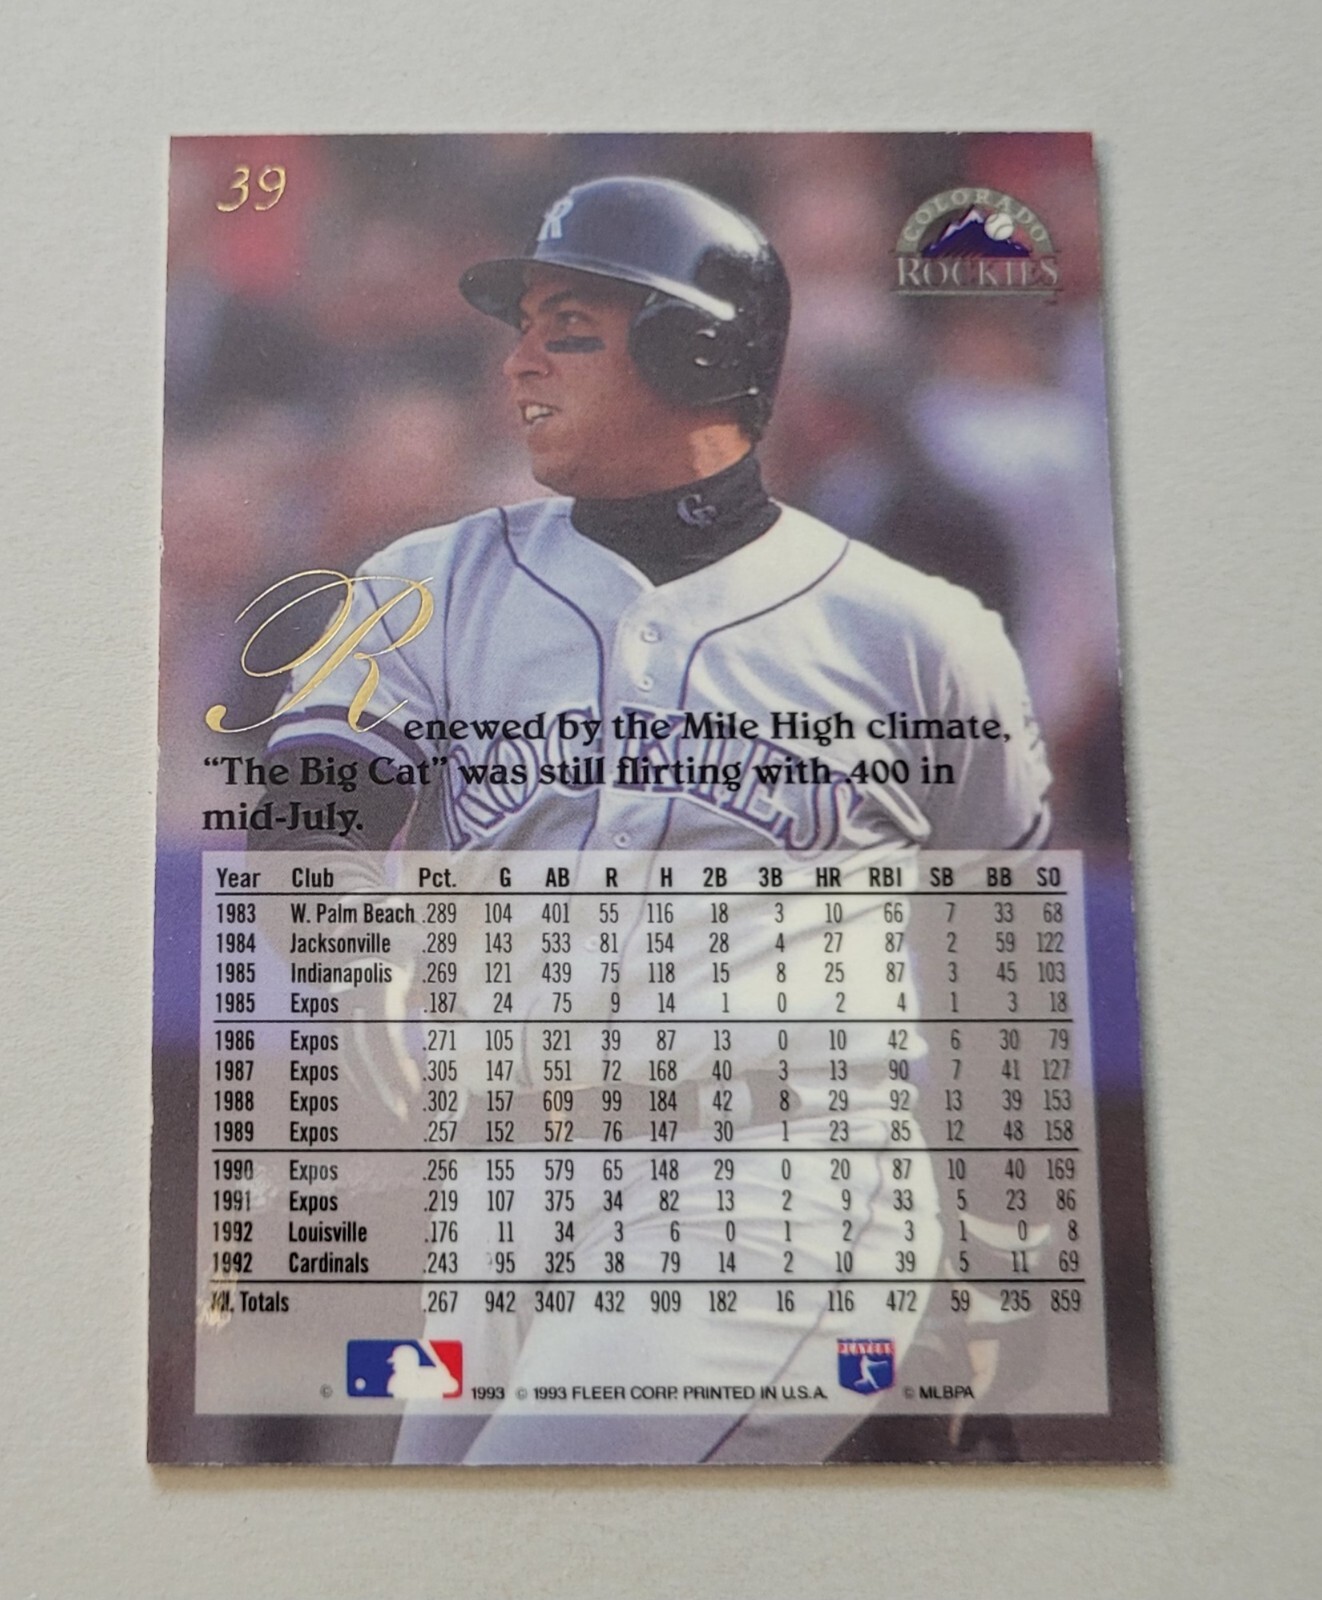 39
COLORADO
ROCKIES
Renewed by the Mile High climate,
"The Big Cat" was still flirting with .400 in
mid-July.
ROCKIES
Year Club Pct. G AB R H 2B 3B HR RBI SB BB SO
1983 W. Palm Beach .289 104 401 55 116 18 3 10 66 7 33 68
1984 Jacksonville .289 143 533 81 154 28 4 27 87 2 59 122
1985 Indianapolis .269 121 439 75 118 15 8 25 87 3 45 103
1985 Expos .187 24 75 9 14 1 0 2 4 1 3 18
1986 Expos .271 105 321 39 87 13 0 10 42 6 30 79
1987 Expos .305 147 551 72 168 40 3 13 90 7 41 127
1988 Expos .302 157 609 99 184 42 8 29 92 13 39 153
1989 Expos .257 152 572 76 147 30 1 23 85 12 48 158
1990 Expos .256 155 579 65 148 29 0 20 87 10 40 169
1991 Expos .219 107 375 34 82 13 2 9 33 5 23 86
1992 Louisville .176 11 34 3 6 0 1 2 3 1 0 8
1992 Cardinals .243 95 325 38 79 14 2 10 39 5 11 69
Totals .267 942 3407 432 909 182 16 116 472 59 235 859
PLAYERS
© 1993 © 1993 FLEER CORP. PRINTED IN U.S.A. © MLBPA